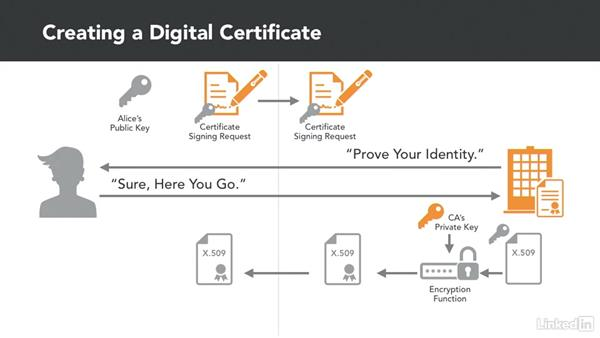 Creating a Digital Certificate
Alice's
Public Key
Certificate
Signing Request
Certificate
Signing Request
"Prove Your Identity."
"Sure, Here You Go."
CA's
Private Key
X.509
X.509
X.509
Encryption
Function
LinkedIn